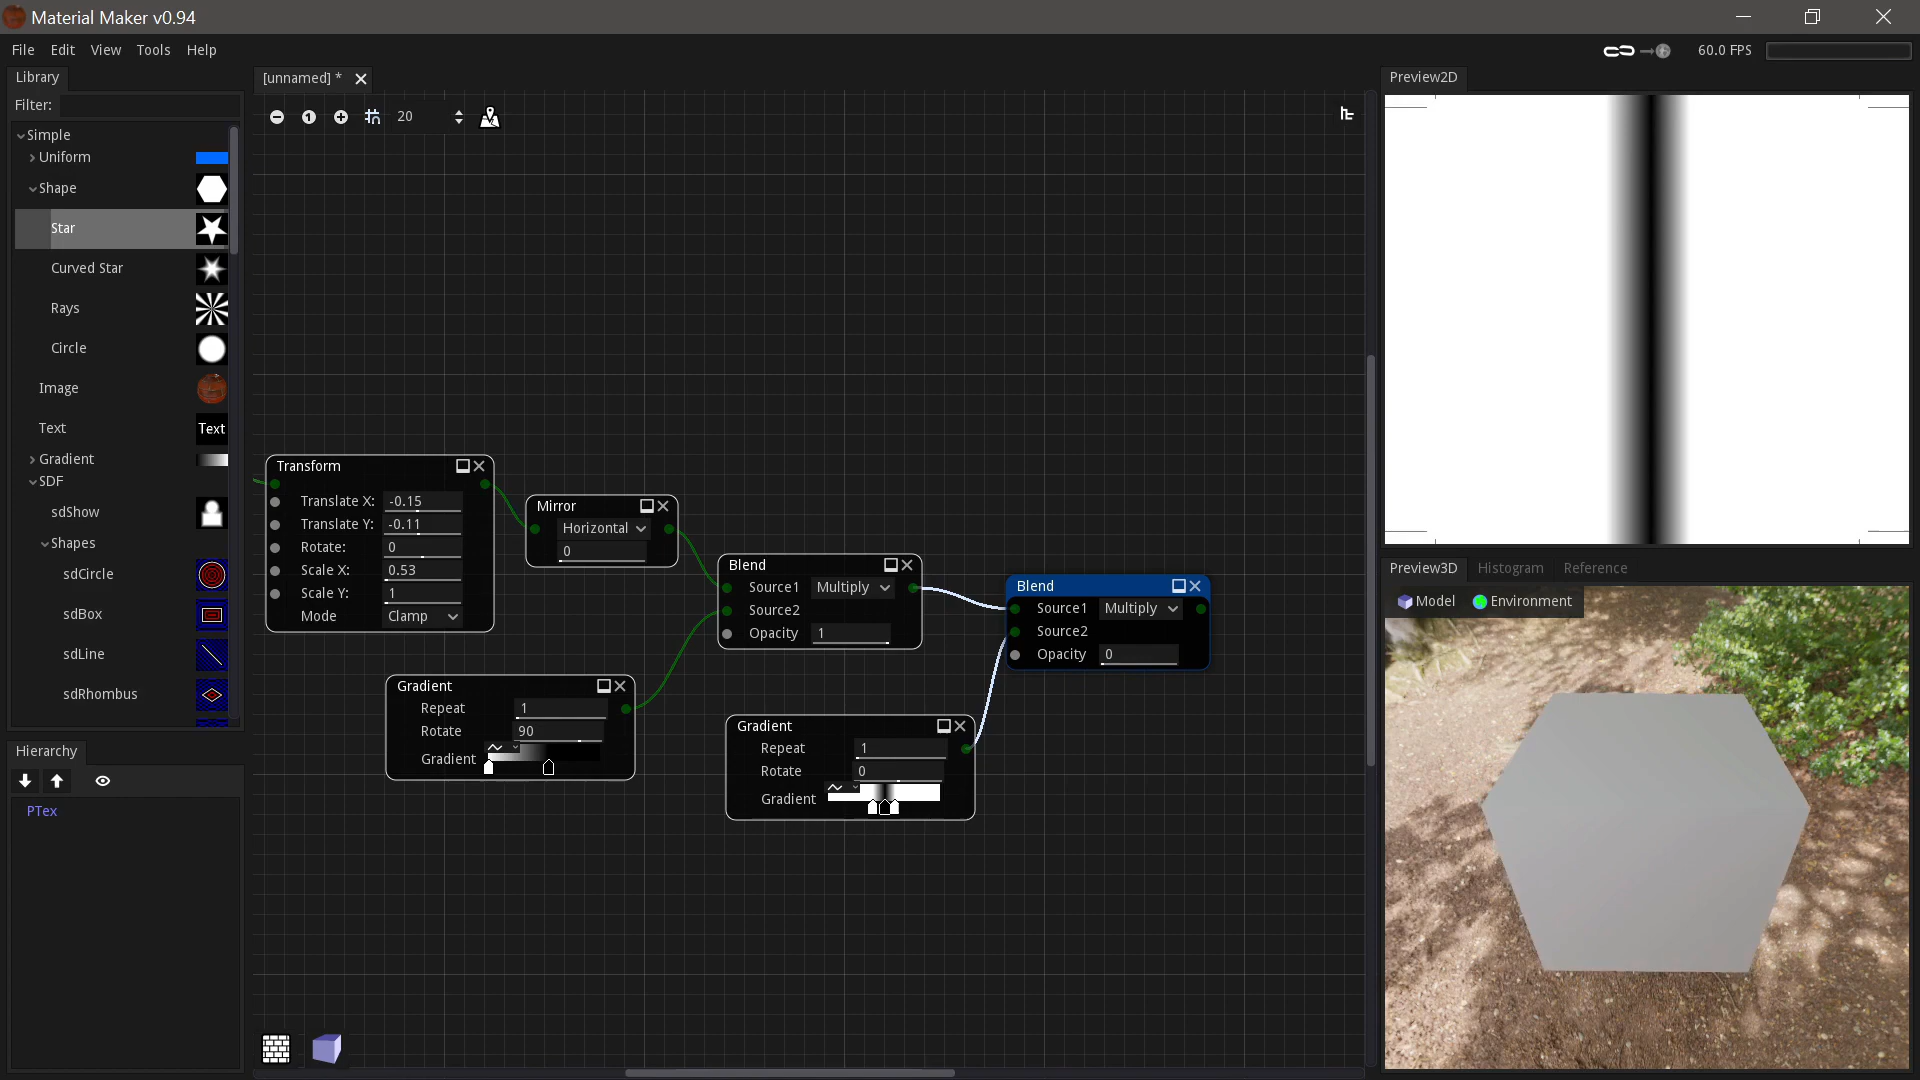 Material Maker v0.94
File Edit View Tools Help
60.0 FPS
Library
Filter:
Simple
Uniform
Shape
Star
Curved Star
Rays
Circle
Image
Text
Text
Gradient
SDF
sdShow
Shapes
sdCircle
sdBox
sdLine
sdRhombus
Hierarchy
PTex
[unnamed] *
1
20
Transform
Translate X: -0.15
Translate Y: -0.11
Rotate: 0
Scale X: 0.53
Scale Y: 1
Mode Clamp
Mirror
Horizontal
0
Blend
Source1 Multiply
Source2
Opacity 1
Blend
Source1 Multiply
Source2
Opacity 0
Gradient
Repeat 1
Rotate 90
Gradient
Gradient
Repeat 1
Rotate 0
Gradient
Preview2D
Preview3D Histogram Reference
Model Environment